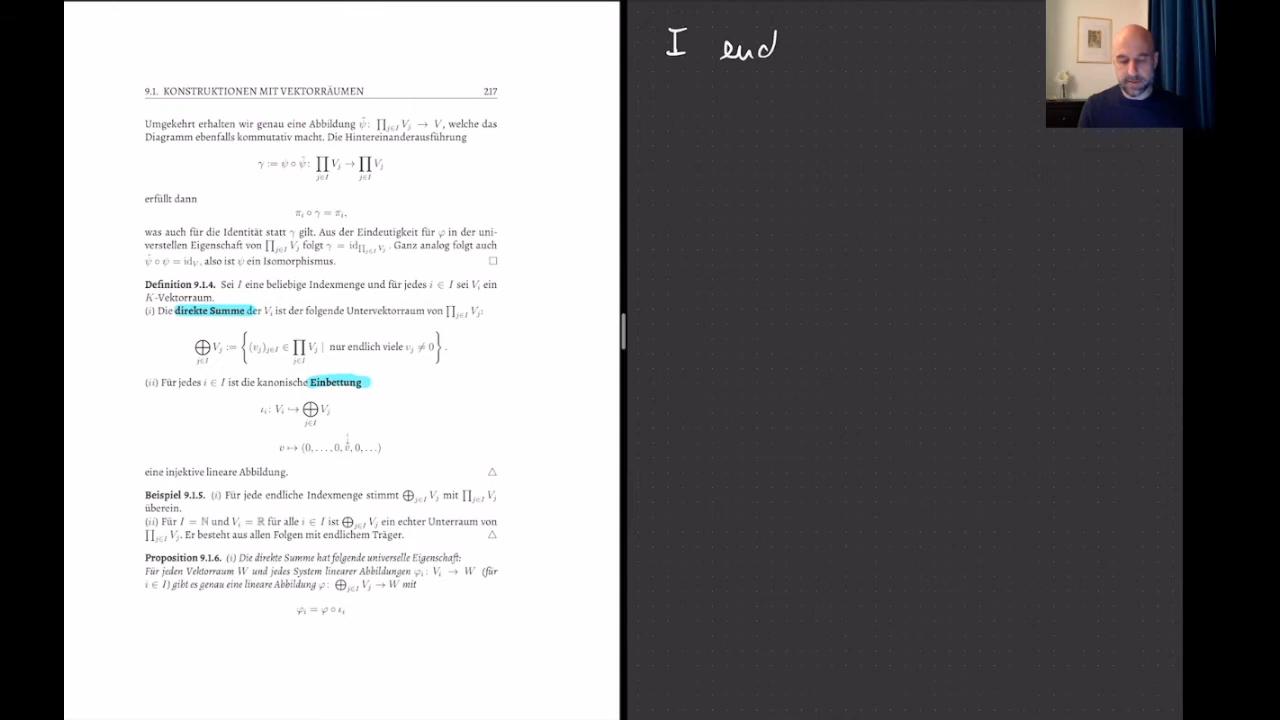 9.1. KONSTRUKTIONEN MIT VEKTORRÄUMEN 217
Umgekehrt erhalten wir genau eine Abbildung ψ̃: ∏_{j∈I} V_j → V, welche das
Diagramm ebenfalls kommutativ macht. Die Hintereinanderausführung
γ := ψ ∘ ψ̃: ∏_{j∈I} V_j → ∏_{j∈I} V_j
erfüllt dann
π_i ∘ γ = π_i,
was auch für die Identität statt γ gilt. Aus der Eindeutigkeit für φ in der uni-
verstellen Eigenschaft von ∏_{j∈I} V_j folgt γ = id_{∏_{j∈I} V_j}. Ganz analog folgt auch
ψ̃ ∘ ψ = id_V, also ist ψ ein Isomorphismus. □
Definition 9.1.4. Sei I eine beliebige Indexmenge und für jedes i ∈ I sei V_i ein
K-Vektorraum.
(i) Die direkte Summe der V_i ist der folgende Untervektorraum von ∏_{j∈I} V_j:
⨁_{j∈I} V_j := { (v_j)_{j∈I} ∈ ∏_{j∈I} V_j | nur endlich viele v_j ≠ 0 }.
(ii) Für jedes i ∈ I ist die kanonische Einbettung
ι_i: V_i ↪ ⨁_{j∈I} V_j
v ↦ (0, …, 0, v, 0, …)
eine injektive lineare Abbildung. △
Beispiel 9.1.5. (i) Für jede endliche Indexmenge stimmt ⨁_{j∈I} V_j mit ∏_{j∈I} V_j
überein.
(ii) Für I = ℕ und V_i = ℝ für alle i ∈ I ist ⨁_{j∈I} V_j ein echter Unterraum von
∏_{j∈I} V_j. Er besteht aus allen Folgen mit endlichem Träger. △
Proposition 9.1.6. (i) Die direkte Summe hat folgende universelle Eigenschaft:
Für jeden Vektorraum W und jedes System linearer Abbildungen φ_i: V_i → W (für
i ∈ I) gibt es genau eine lineare Abbildung φ: ⨁_{j∈I} V_j → W mit
φ_i = φ ∘ ι_i
I end